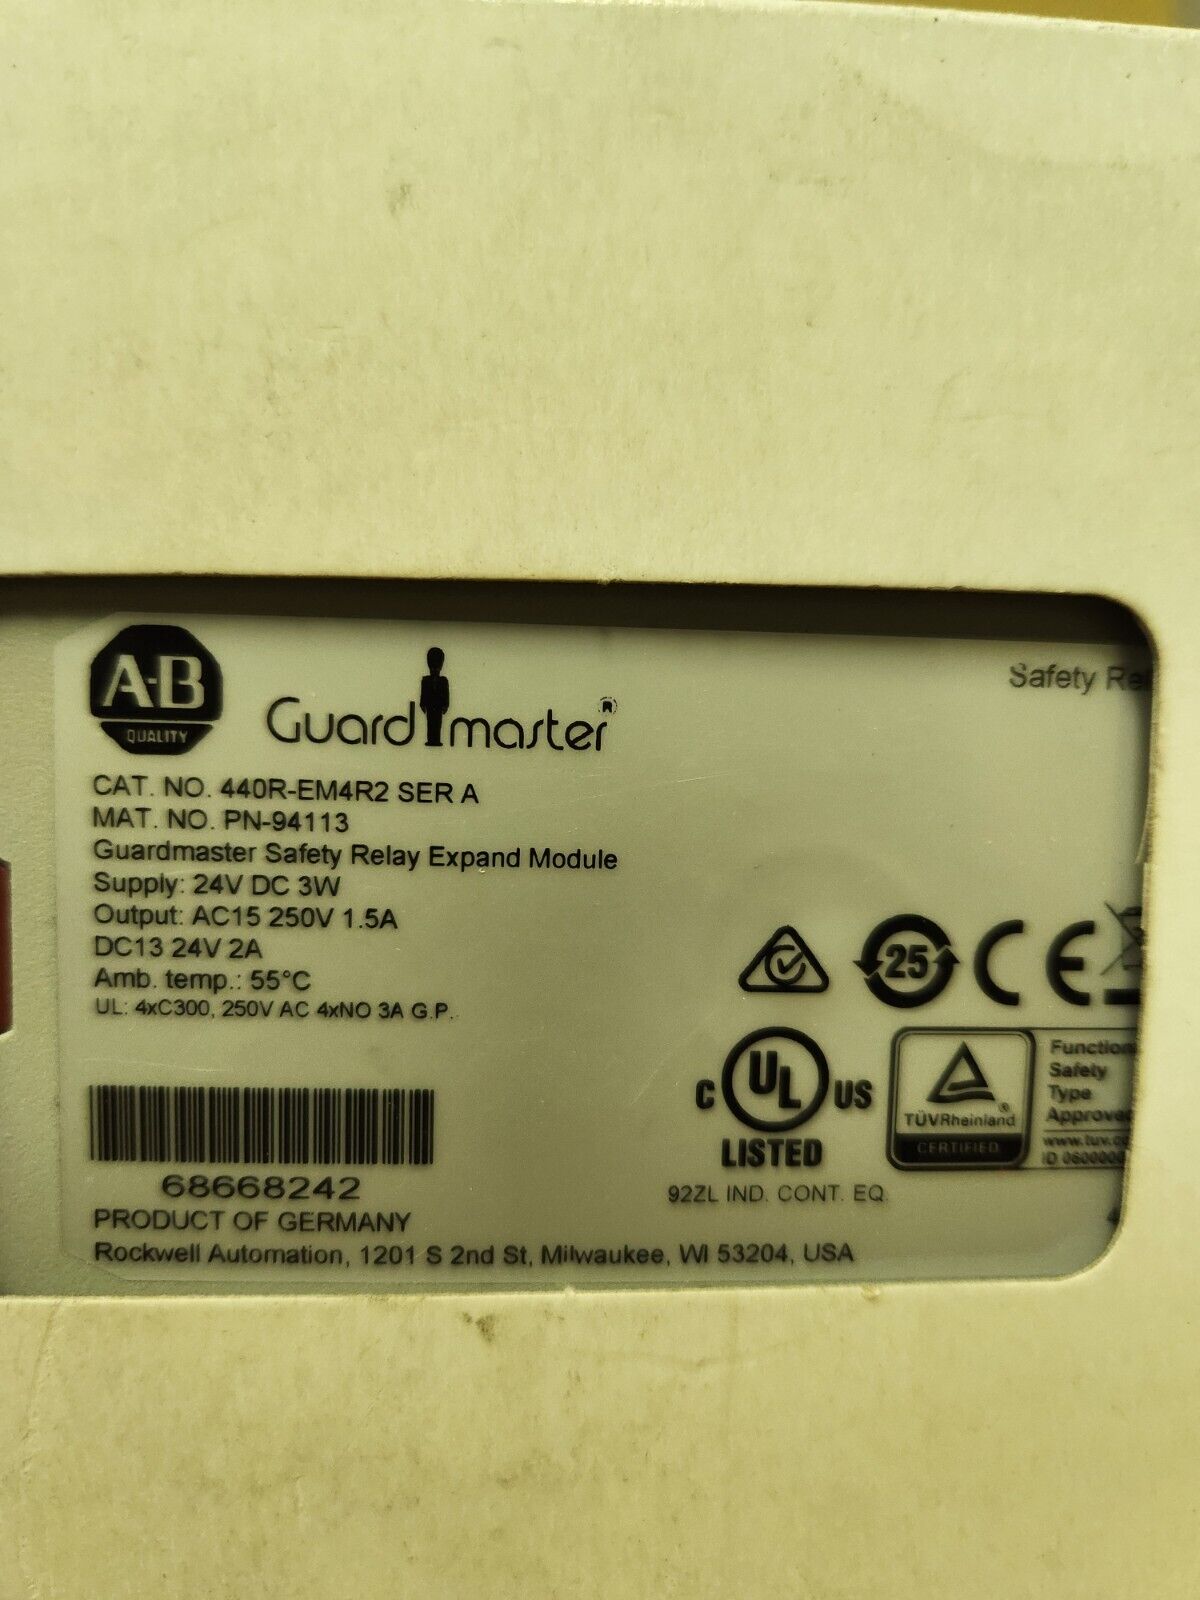 A-B
QUALITY
Guardmaster®
Safety
CAT. NO. 440R-EM4R2 SER A
MAT. NO. PN-94113
Guardmaster Safety Relay Expand Module
Supply: 24V DC 3W
Output: AC15 250V 1.5A
DC13 24V 2A
Amb. temp.: 55°C
UL: 4xC300, 250V AC 4xNO 3A G.P.
25
CE
C UL US
LISTED
92ZL IND. CONT. EQ.
TÜVRheinland®
CERTIFIED
Safety
Type
68668242
PRODUCT OF GERMANY
Rockwell Automation, 1201 S 2nd St, Milwaukee, WI 53204, USA